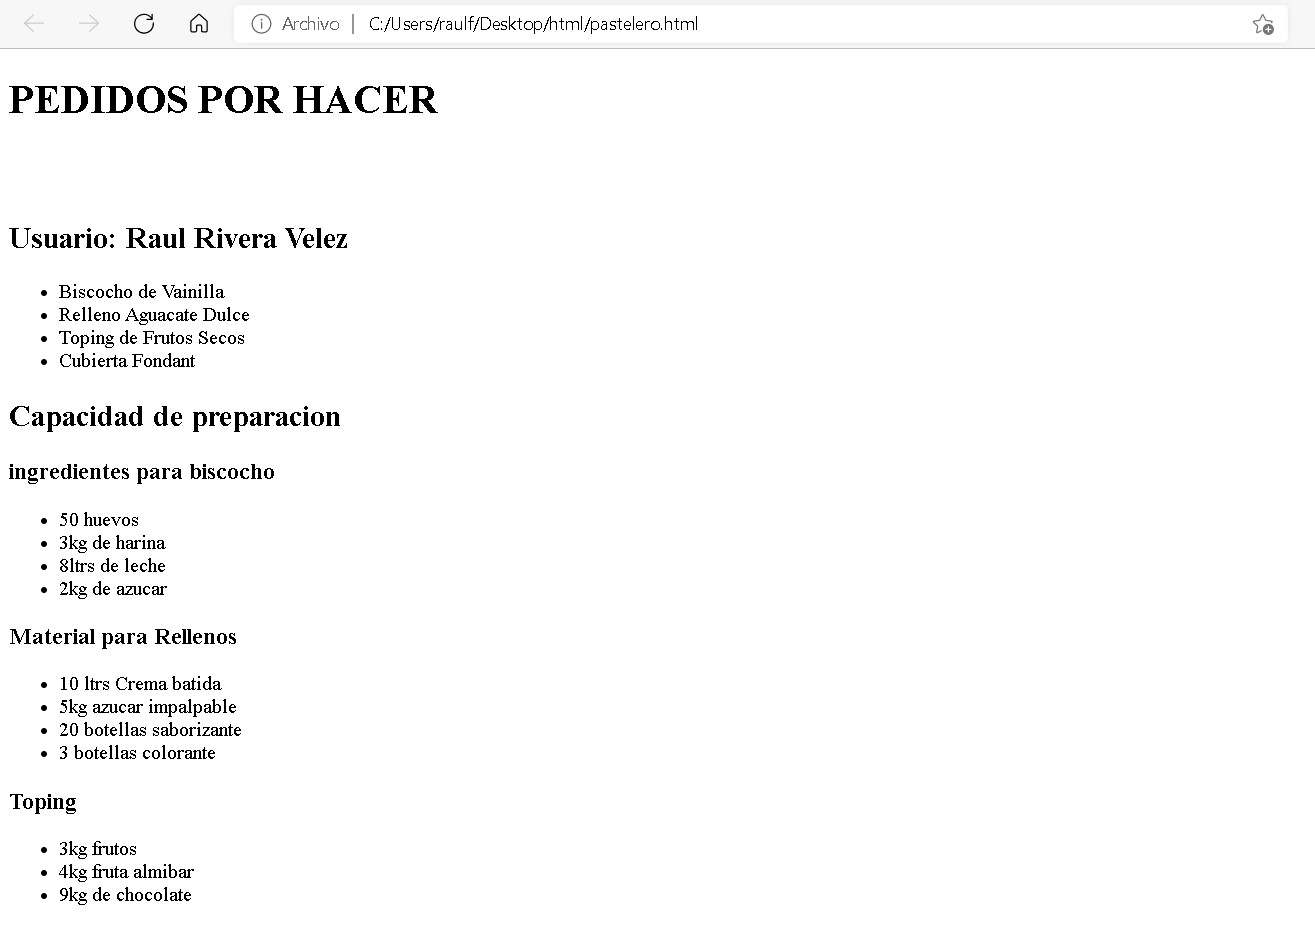 Archivo | C:/Users/raulf/Desktop/html/pastelero.html
PEDIDOS POR HACER
Usuario: Raul Rivera Velez
• Biscocho de Vainilla
• Relleno Aguacate Dulce
• Toping de Frutos Secos
• Cubierta Fondant
Capacidad de preparacion
ingredientes para biscocho
• 50 huevos
• 3kg de harina
• 8ltrs de leche
• 2kg de azucar
Material para Rellenos
• 10 ltrs Crema batida
• 5kg azucar impalpable
• 20 botellas saborizante
• 3 botellas colorante
Toping
• 3kg frutos
• 4kg fruta almibar
• 9kg de chocolate